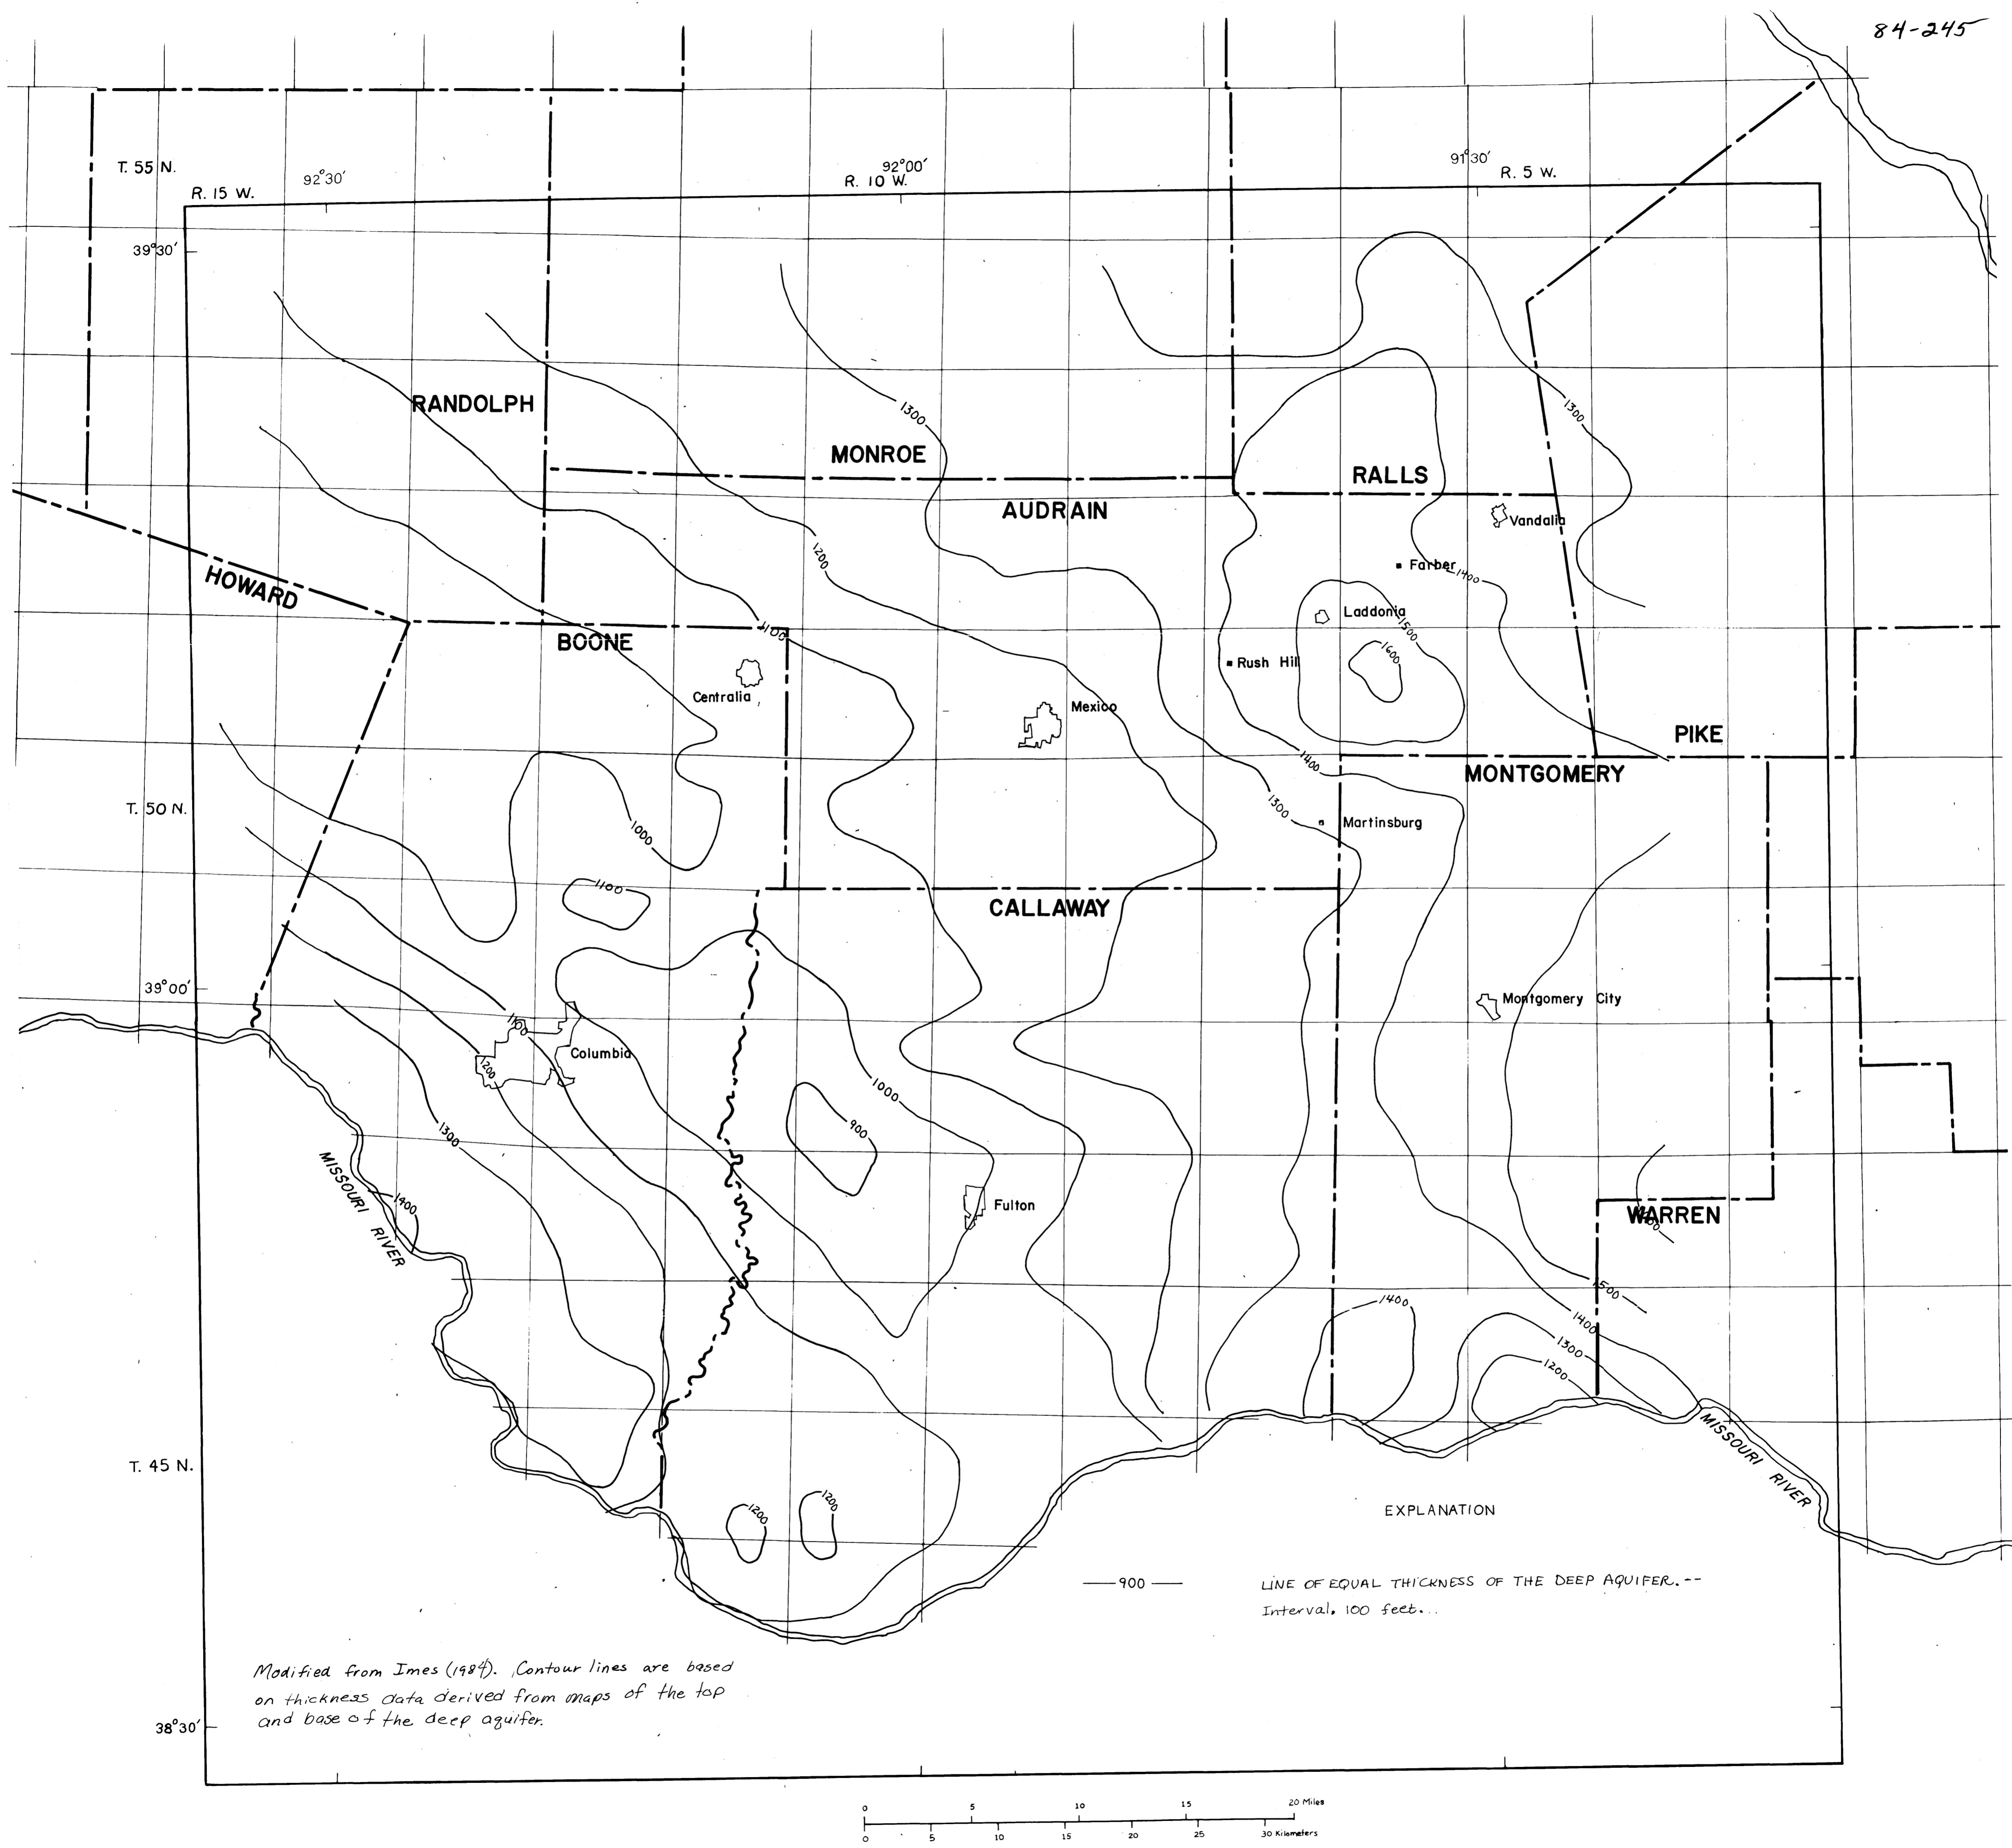 84-245
T. 55 N.
R. 15 W.
92°30'
92°00'
R. 10 W.
91°30'
R. 5 W.
39°30'
RANDOLPH
1300
1300
MONROE
RALLS
AUDRAIN
Vandalia
1200
Farber
1400
HOWARD
Laddonia
1500
1100
BOONE
1600
Rush Hill
Centralia
Mexico
PIKE
1400
MONTGOMERY
T. 50 N.
1300
Martinsburg
1000
1100
CALLAWAY
39°00'
Montgomery City
1100
Columbia
1200
1000
900
1300
MISSOURI RIVER
1400
Fulton
WARREN
1500
1400
1400
1300
1200
MISSOURI RIVER
T. 45 N.
1200
1200
EXPLANATION
900
LINE OF EQUAL THICKNESS OF THE DEEP AQUIFER.--
Interval, 100 feet...
Modified from Imes (1984). Contour lines are based
on thickness data derived from maps of the top
and base of the deep aquifer.
38°30'
0 5 10 15 20 Miles
0 5 10 15 20 25 30 Kilometers